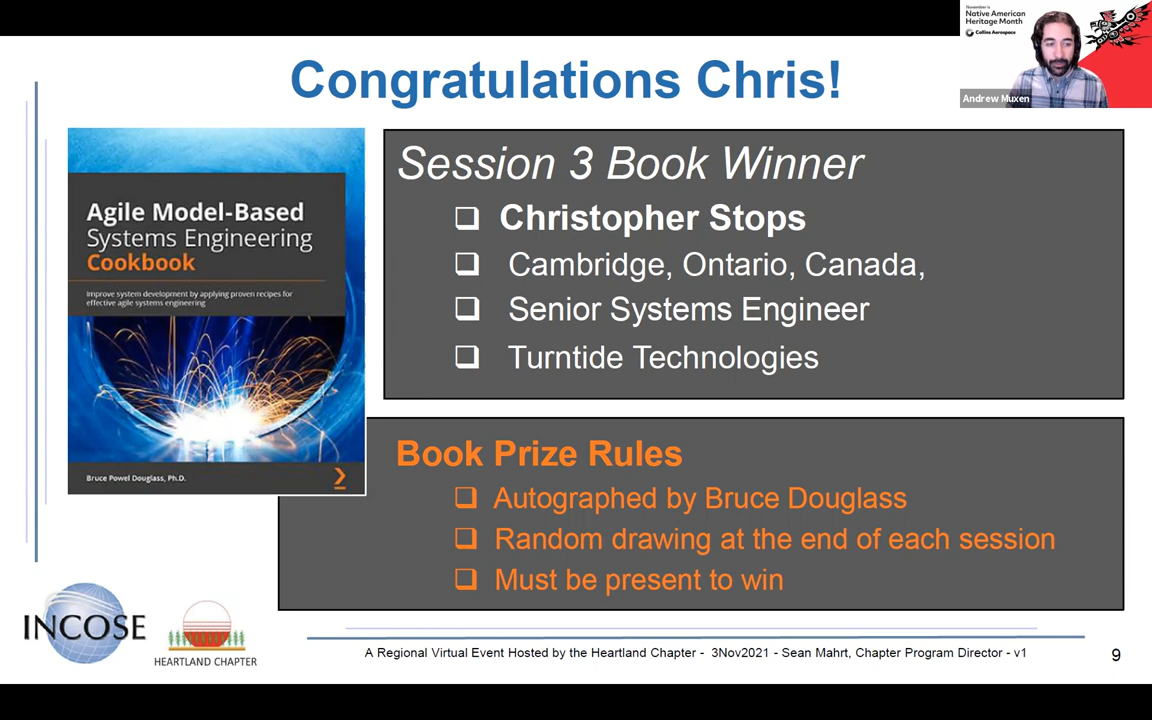 November is
Native American
Heritage Month
Collins Aerospace
Andrew Muxen
Congratulations Chris!
Agile Model-Based
Systems Engineering
Cookbook
Improve system development by applying proven recipes for
effective agile systems engineering
Bruce Powel Douglass, Ph.D.
Session 3 Book Winner
Christopher Stops
Cambridge, Ontario, Canada,
Senior Systems Engineer
Turntide Technologies
Book Prize Rules
Autographed by Bruce Douglass
Random drawing at the end of each session
Must be present to win
INCOSE
HEARTLAND CHAPTER
A Regional Virtual Event Hosted by the Heartland Chapter - 3Nov2021 - Sean Mahrt, Chapter Program Director - v1
9